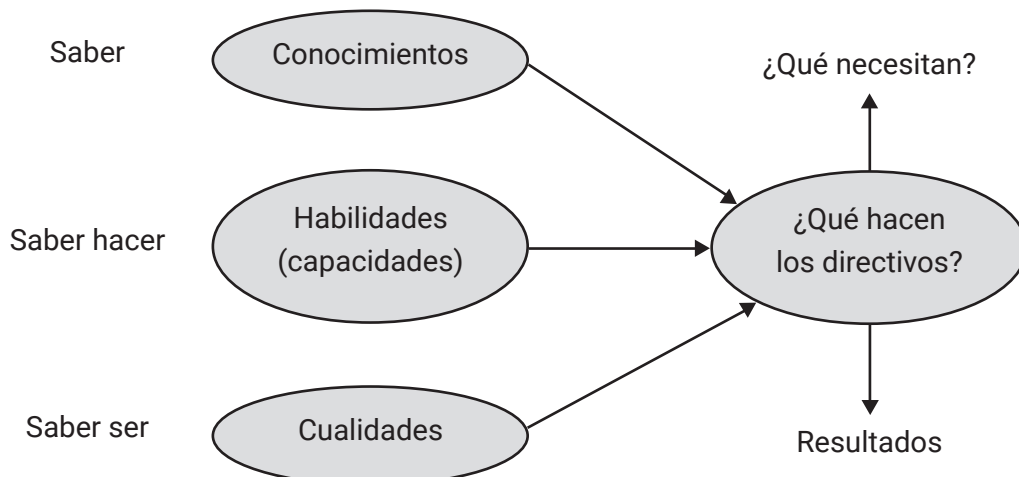 Saber
Conocimientos
¿Qué necesitan?
Saber hacer
Habilidades
(capacidades)
¿Qué hacen
los directivos?
Saber ser
Cualidades
Resultados